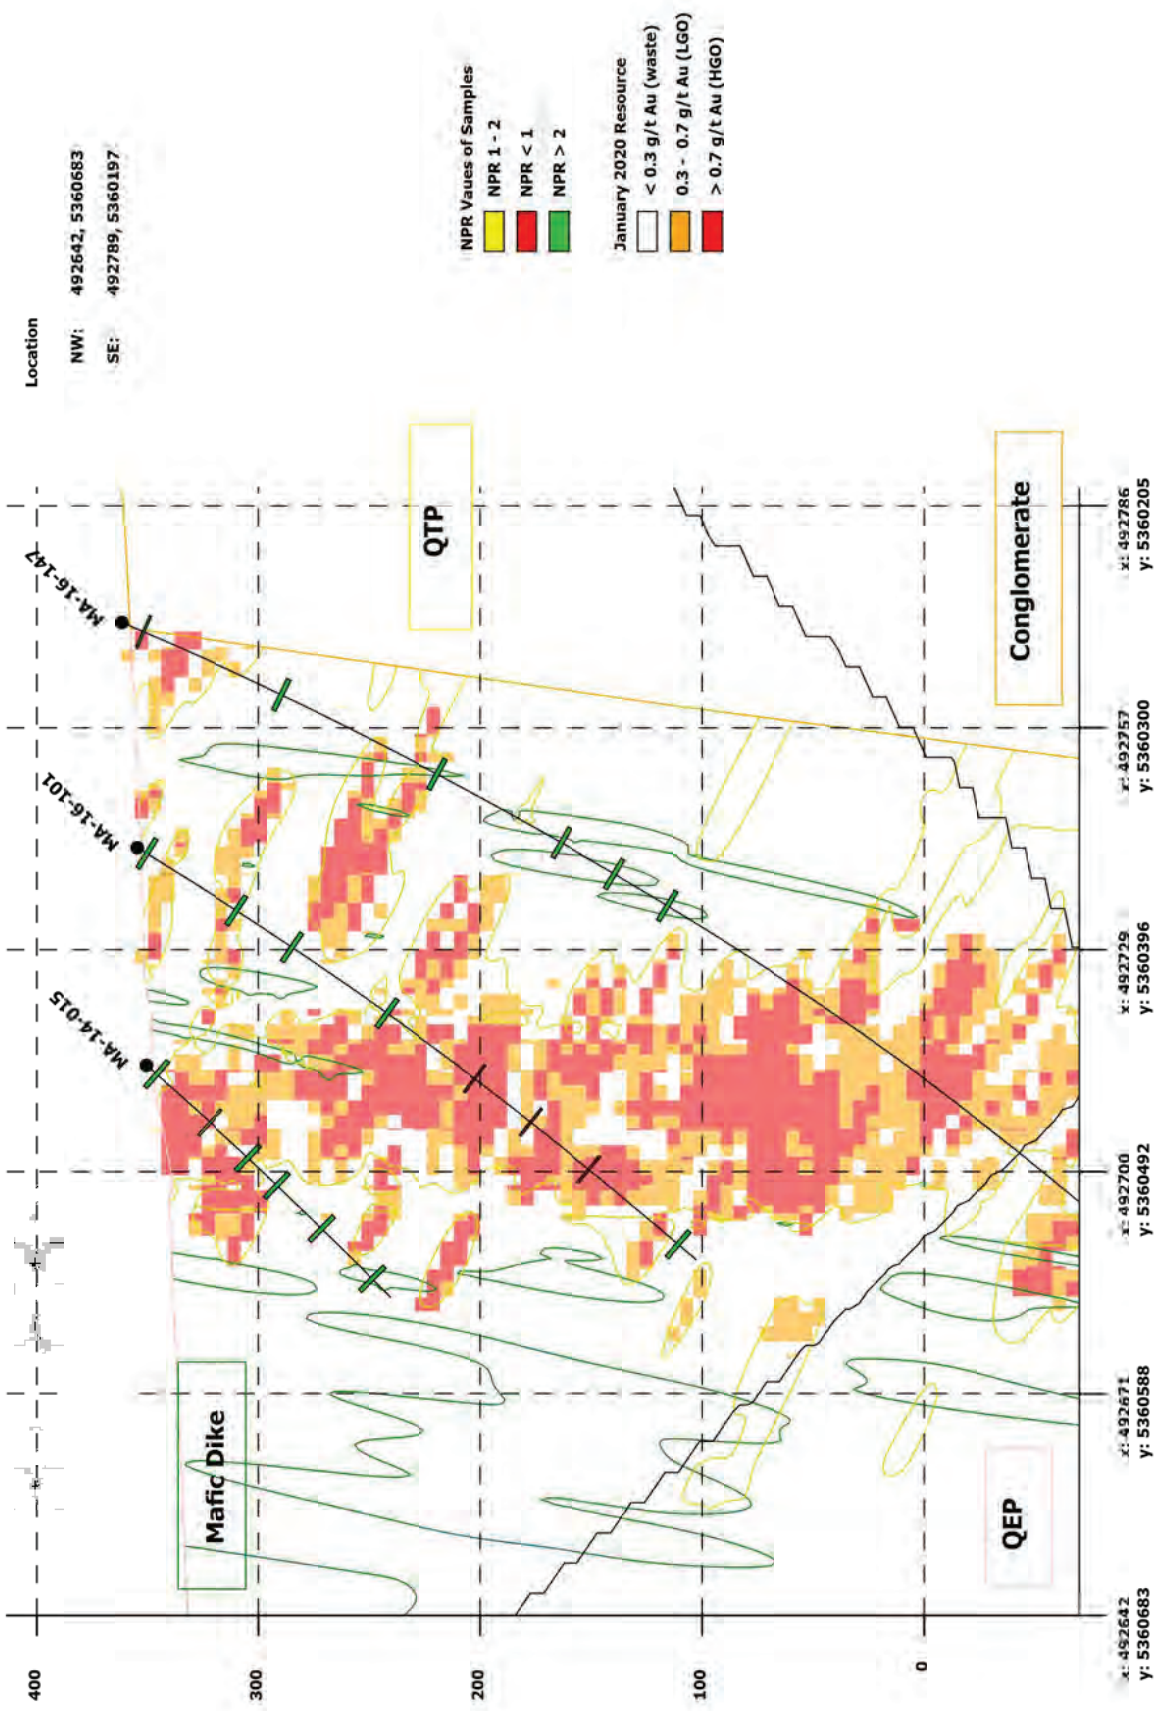 Location
NW: 492642, 5360683
SE: 492789, 5360197
NPR Vaues of Samples
NPR 1 - 2
NPR < 1
NPR > 2
January 2020 Resource
< 0.3 g/t Au (waste)
0.3 - 0.7 g/t Au (LGO)
> 0.7 g/t Au (HGO)
MA-14-015
MA-16-101
MA-16-147
Mafic Dike
QTP
QEP
Conglomerate
400
300
200
100
0
x: 492642
y: 5360683
x: 492671
y: 5360588
x: 492700
y: 5360492
x: 492729
y: 5360396
x: 492757
y: 5360300
x: 492786
y: 5360205